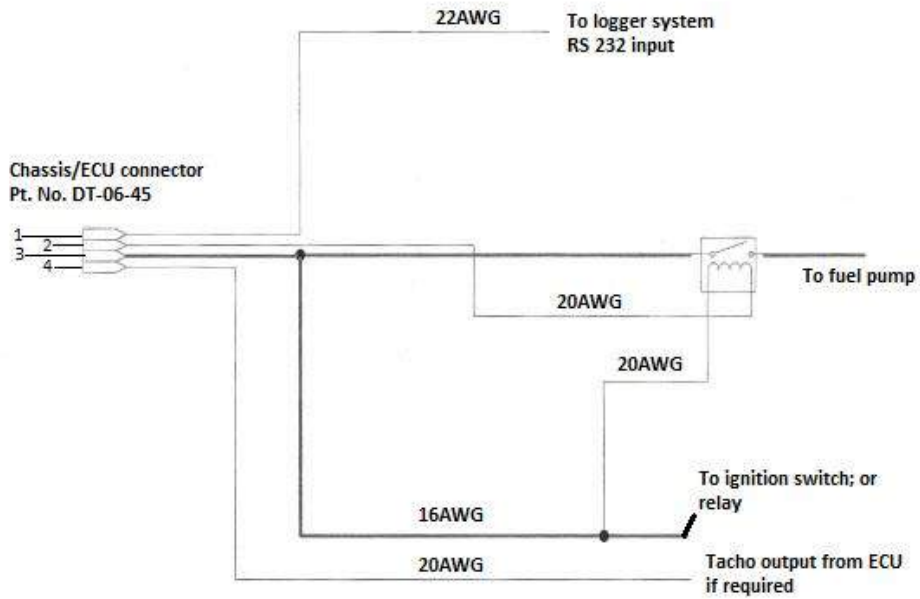 22AWG
To logger system
RS 232 input
Chassis/ECU connector
Pt. No. DT-06-45
1
2
3
4
To fuel pump
20AWG
20AWG
To ignition switch; or
relay
16AWG
20AWG
Tacho output from ECU
if required